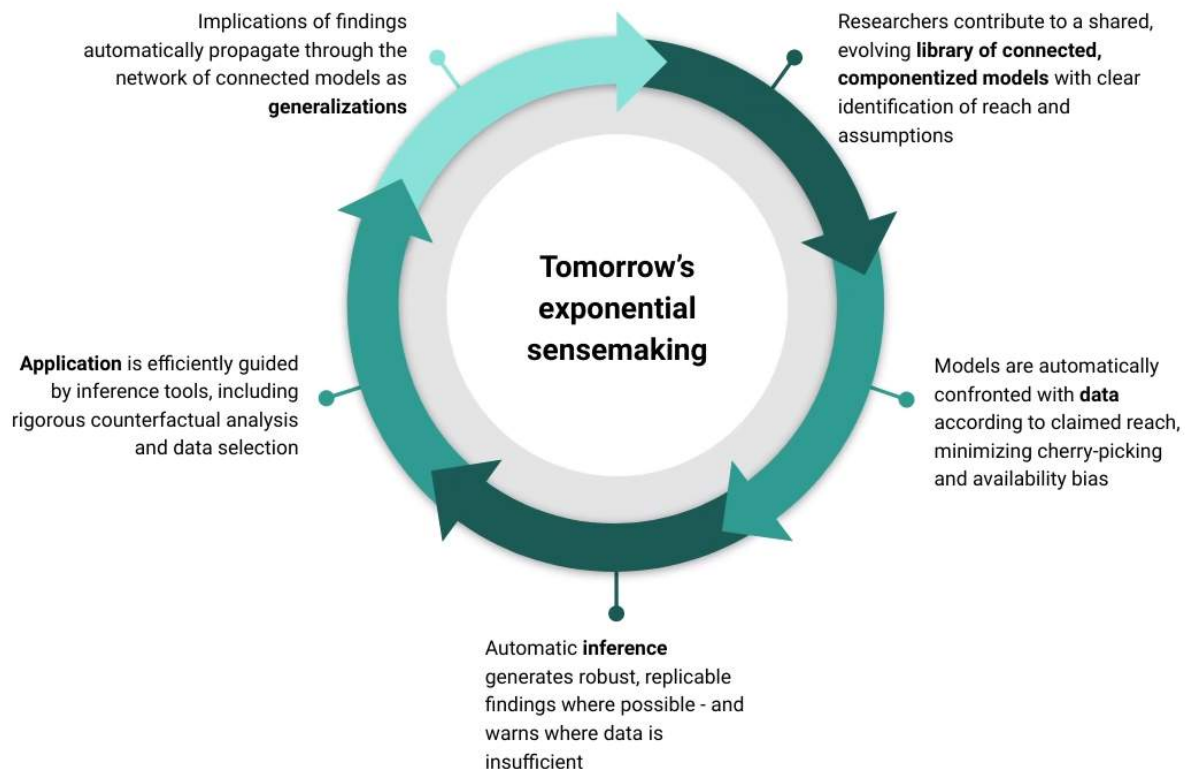 Implications of findings
automatically propagate through the
network of connected models as
generalizations
Researchers contribute to a shared,
evolving library of connected,
componentized models with clear
identification of reach and
assumptions
Tomorrow's
exponential
sensemaking
Application is efficiently guided
by inference tools, including
rigorous counterfactual analysis
and data selection
Models are automatically
confronted with data
according to claimed reach,
minimizing cherry-picking
and availability bias
Automatic inference
generates robust, replicable
findings where possible - and
warns where data is
insufficient